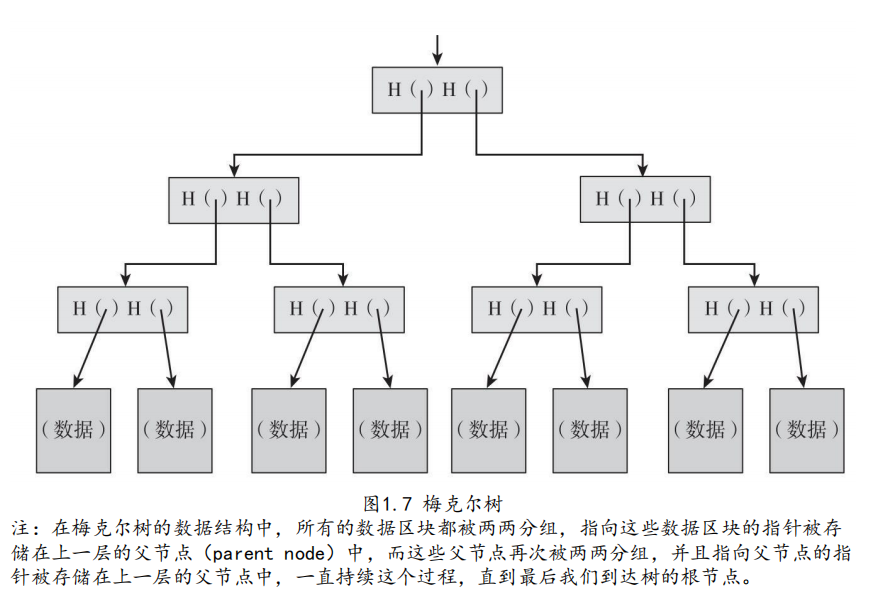 H ( ) H ( )
H ( ) H ( ) H ( ) H ( )
H ( ) H ( ) H ( ) H ( ) H ( ) H ( ) H ( ) H ( )
(数据) (数据) (数据) (数据) (数据) (数据) (数据) (数据)
图1.7 梅克尔树
注：在梅克尔树的数据结构中，所有的数据区块都被两两分组，指向这些数据区块的指针被存
储在上一层的父节点（parent node）中，而这些父节点再次被两两分组，并且指向父节点的指
针被存储在上一层的父节点中，一直持续这个过程，直到最后我们到达树的根节点。